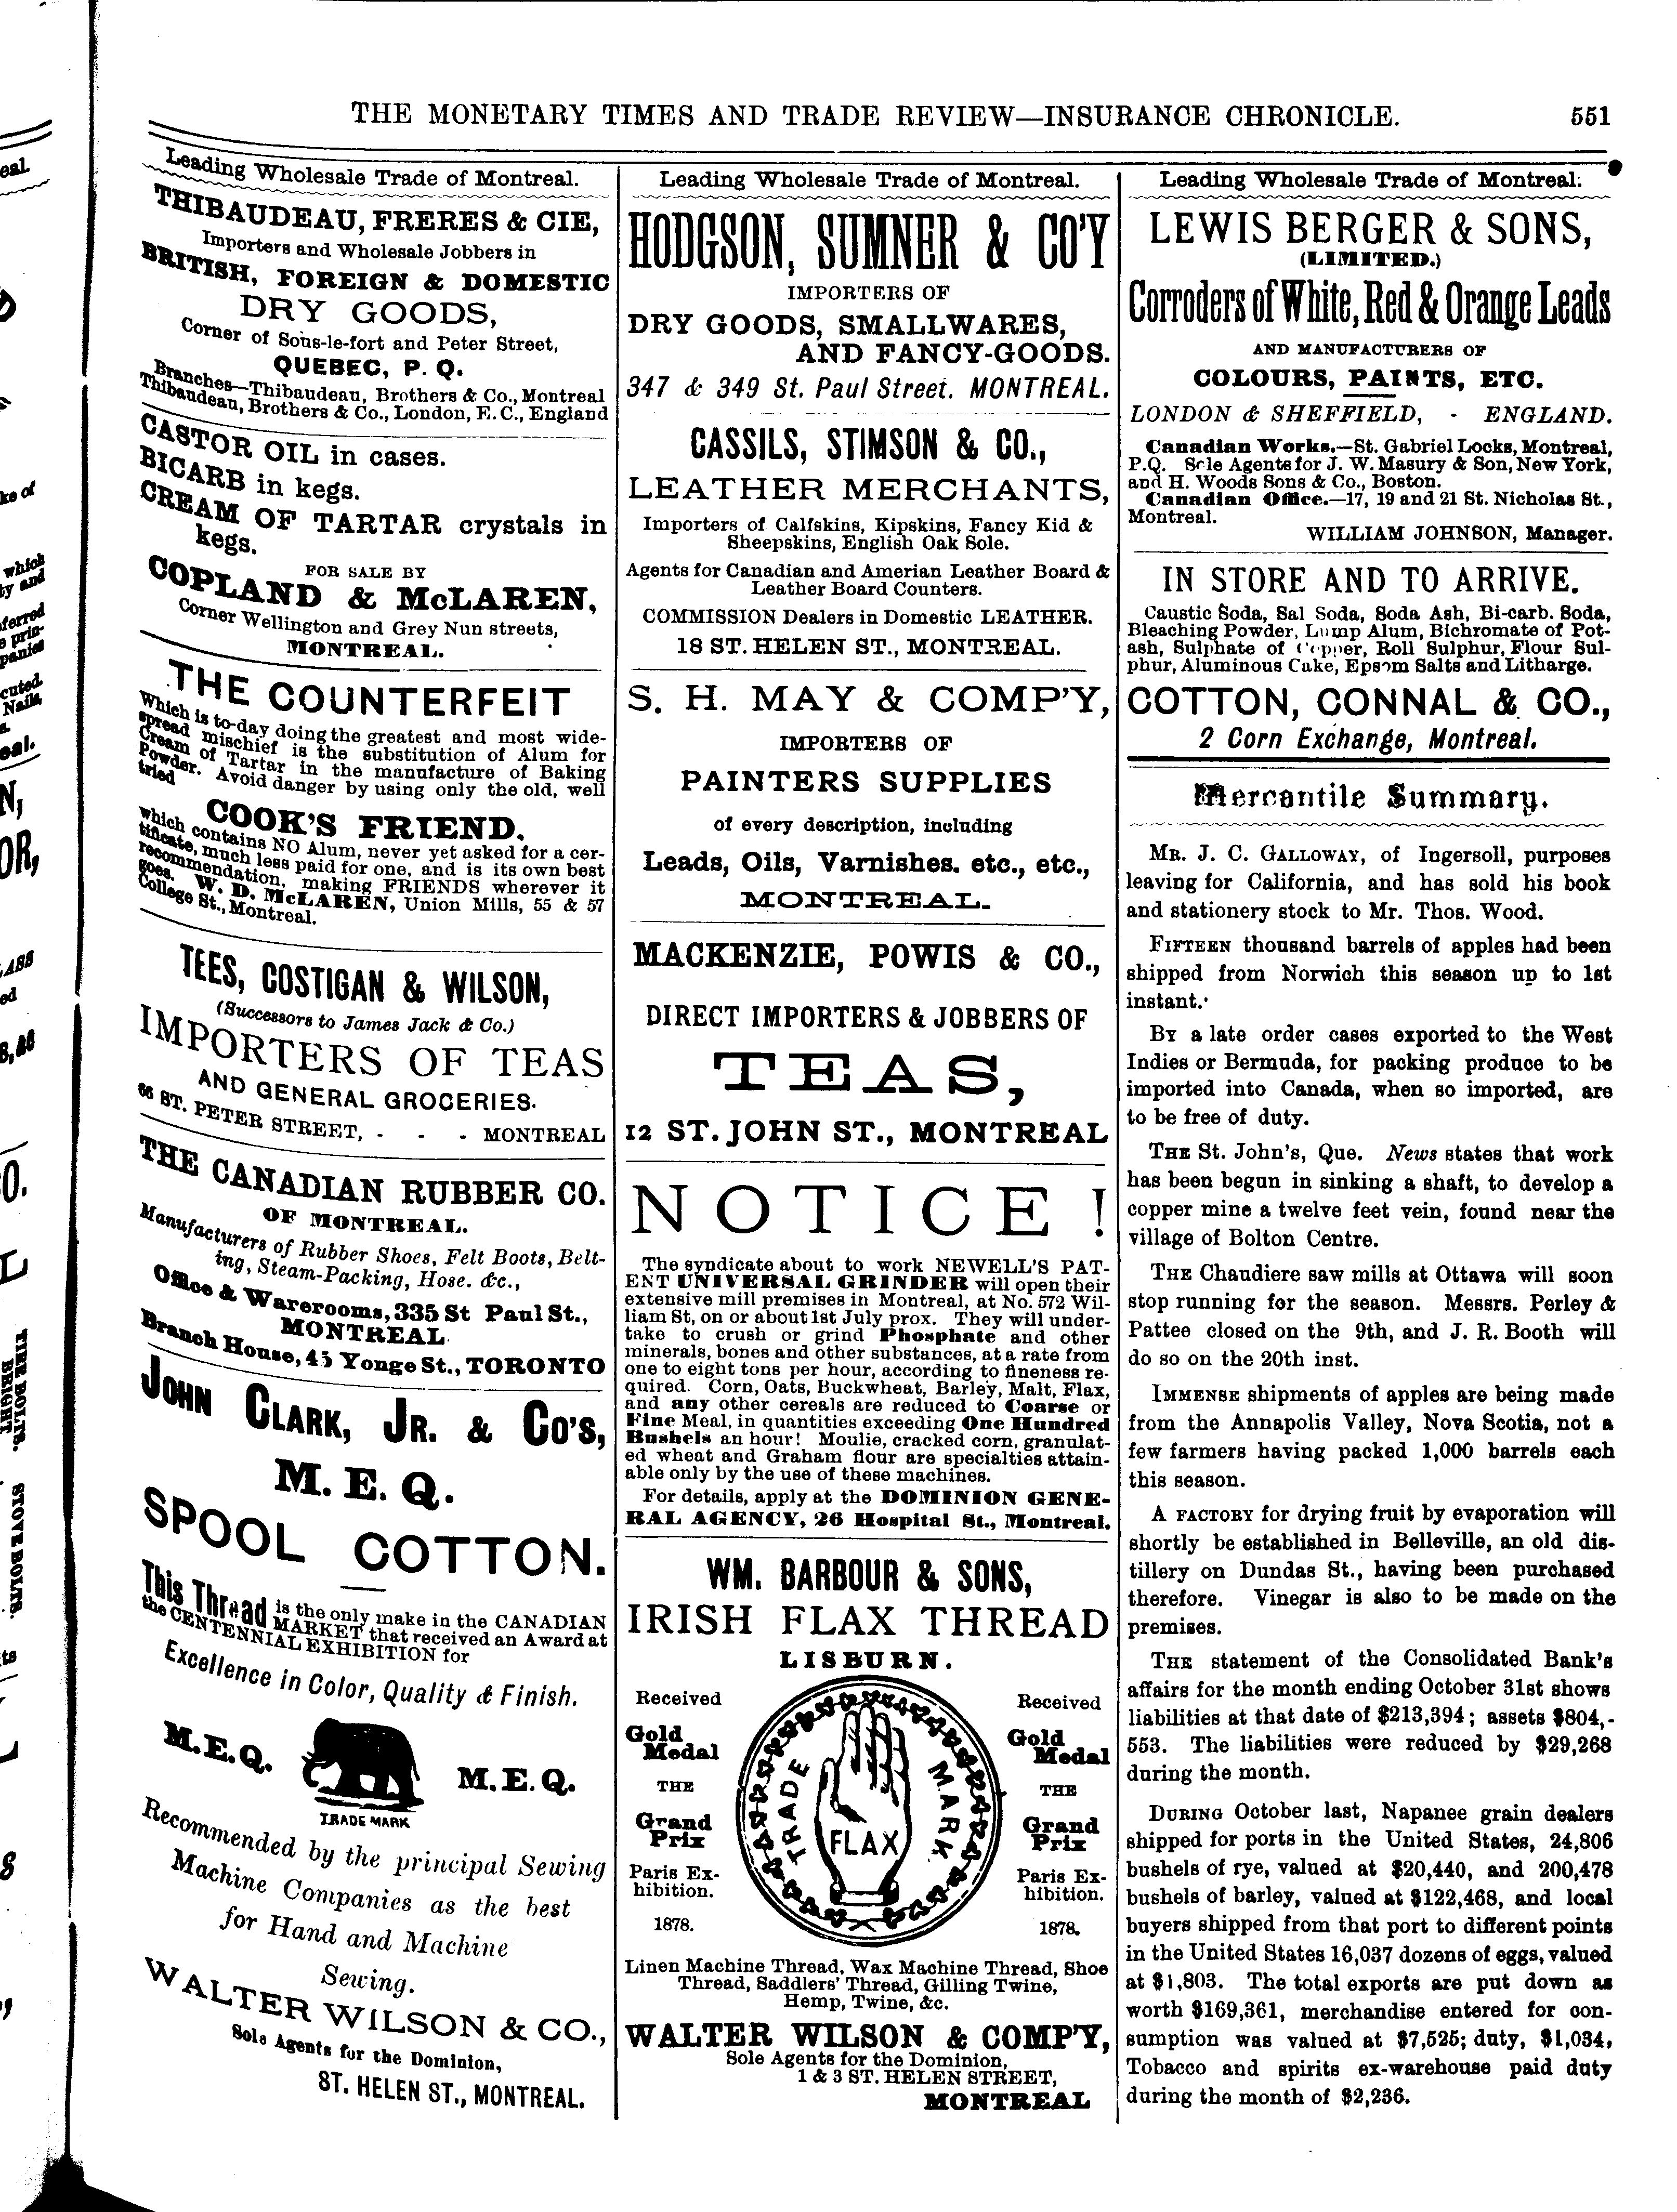 THE MONETARY TIMES AND TRADE REVIEW—INSURANCE CHRONICLE. 551
Leading Wholesale Trade of Montreal.
THIBAUDEAU, FRERES & CIE,
Importers and Wholesale Jobbers in
BRITISH, FOREIGN & DOMESTIC
DRY GOODS,
Corner of Sous-le-fort and Peter Street,
QUEBEC, P. Q.
Branches—Thibaudeau, Brothers & Co., Montreal
Thibaudeau, Brothers & Co., London, E. C., England
CASTOR OIL in cases.
BICARB in kegs.
CREAM OF TARTAR crystals in
kegs.
FOR SALE BY
COPLAND & McLAREN,
Corner Wellington and Grey Nun streets,
MONTREAL.
THE COUNTERFEIT
Which is to-day doing the greatest and most wide-
spread mischief is the substitution of Alum for
Cream of Tartar in the manufacture of Baking
Powder. Avoid danger by using only the old, well
tried
COOK'S FRIEND.
which contains NO Alum, never yet asked for a cer-
tificate, much less paid for one, and is its own best
recommendation, making FRIENDS wherever it
goes. W. D. McLAREN, Union Mills, 55 & 57
College St., Montreal.
TEES, COSTIGAN & WILSON,
(Successors to James Jack & Co.)
IMPORTERS OF TEAS
AND GENERAL GROCERIES.
66 ST. PETER STREET, - - - MONTREAL
THE CANADIAN RUBBER CO.
OF MONTREAL.
Manufacturers of Rubber Shoes, Felt Boots, Belt-
ing, Steam-Packing, Hose. &c.,
Office & Warerooms, 335 St Paul St.,
MONTREAL.
Branch House, 45 Yonge St., TORONTO
JOHN CLARK, JR. & CO'S,
M. E. Q.
SPOOL COTTON.
This Thread is the only make in the CANADIAN
MARKET that received an Award at
the CENTENNIAL EXHIBITION for
Excellence in Color, Quality & Finish.
M.E.Q. M.E.Q.
TRADE MARK
Recommended by the principal Sewing
Machine Companies as the best
for Hand and Machine
Sewing.
WALTER WILSON & CO.,
Sole Agents for the Dominion,
ST. HELEN ST., MONTREAL.
Leading Wholesale Trade of Montreal.
HODGSON, SUMNER & CO'Y
IMPORTERS OF
DRY GOODS, SMALLWARES,
AND FANCY-GOODS.
347 & 349 St. Paul Street. MONTREAL.
CASSILS, STIMSON & CO.,
LEATHER MERCHANTS,
Importers of Calfskins, Kipskins, Fancy Kid &
Sheepskins, English Oak Sole.
Agents for Canadian and Amerian Leather Board &
Leather Board Counters.
COMMISSION Dealers in Domestic LEATHER.
18 ST. HELEN ST., MONTREAL.
S. H. MAY & COMP'Y,
IMPORTERS OF
PAINTERS SUPPLIES
of every description, including
Leads, Oils, Varnishes. etc., etc.,
MONTREAL.
MACKENZIE, POWIS & CO.,
DIRECT IMPORTERS & JOBBERS OF
TEAS,
12 ST. JOHN ST., MONTREAL
NOTICE!
The syndicate about to work NEWELL'S PAT-
ENT UNIVERSAL GRINDER will open their
extensive mill premises in Montreal, at No. 572 Wil-
liam St, on or about 1st July prox. They will under-
take to crush or grind Phosphate and other
minerals, bones and other substances, at a rate from
one to eight tons per hour, according to fineness re-
quired. Corn, Oats, Buckwheat, Barley, Malt, Flax,
and any other cereals are reduced to Coarse or
Fine Meal, in quantities exceeding One Hundred
Bushels an hour! Moulie, cracked corn, granulat-
ed wheat and Graham flour are specialties attain-
able only by the use of these machines.
For details, apply at the DOMINION GENE-
RAL AGENCY, 26 Hospital St., Montreal.
WM. BARBOUR & SONS,
IRISH FLAX THREAD
LISBURN.
Received
Gold
Medal
THE
Grand
Prix
Paris Ex-
hibition.
1878.
TRADE MARK
FLAX
Received
Gold
Medal
THE
Grand
Prix
Paris Ex-
hibition.
1878.
Linen Machine Thread, Wax Machine Thread, Shoe
Thread, Saddlers' Thread, Gilling Twine,
Hemp, Twine, &c.
WALTER WILSON & COMP'Y,
Sole Agents for the Dominion,
1 & 3 ST. HELEN STREET,
MONTREAL
Leading Wholesale Trade of Montreal.
LEWIS BERGER & SONS,
(LIMITED.)
Corroders of White, Red & Orange Leads
AND MANUFACTURERS OF
COLOURS, PAINTS, ETC.
LONDON & SHEFFIELD, - ENGLAND.
Canadian Works.—St. Gabriel Locks, Montreal,
P.Q. Sole Agents for J. W. Masury & Son, New York,
and H. Woods Sons & Co., Boston.
Canadian Office.—17, 19 and 21 St. Nicholas St.,
Montreal.
WILLIAM JOHNSON, Manager.
IN STORE AND TO ARRIVE.
Caustic Soda, Sal Soda, Soda Ash, Bi-carb. Soda,
Bleaching Powder, Lump Alum, Bichromate of Pot-
ash, Sulphate of Copper, Roll Sulphur, Flour Sul-
phur, Aluminous Cake, Epsom Salts and Litharge.
COTTON, CONNAL & CO.,
2 Corn Exchange, Montreal.
Mercantile Summary.
MR. J. C. GALLOWAY, of Ingersoll, purposes
leaving for California, and has sold his book
and stationery stock to Mr. Thos. Wood.
FIFTEEN thousand barrels of apples had been
shipped from Norwich this season up to 1st
instant.
BY a late order cases exported to the West
Indies or Bermuda, for packing produce to be
imported into Canada, when so imported, are
to be free of duty.
THE St. John's, Que. News states that work
has been begun in sinking a shaft, to develop a
copper mine a twelve feet vein, found near the
village of Bolton Centre.
THE Chaudiere saw mills at Ottawa will soon
stop running for the season. Messrs. Perley &
Pattee closed on the 9th, and J. R. Booth will
do so on the 20th inst.
IMMENSE shipments of apples are being made
from the Annapolis Valley, Nova Scotia, not a
few farmers having packed 1,000 barrels each
this season.
A FACTORY for drying fruit by evaporation will
shortly be established in Belleville, an old dis-
tillery on Dundas St., having been purchased
therefore. Vinegar is also to be made on the
premises.
THE statement of the Consolidated Bank's
affairs for the month ending October 31st shows
liabilities at that date of $213,394; assets $804,-
553. The liabilities were reduced by $29,268
during the month.
DURING October last, Napanee grain dealers
shipped for ports in the United States, 24,806
bushels of rye, valued at $20,440, and 200,478
bushels of barley, valued at $122,468, and local
buyers shipped from that port to different points
in the United States 16,037 dozens of eggs, valued
at $1,803. The total exports are put down as
worth $169,361, merchandise entered for con-
sumption was valued at $7,525; duty, $1,034,
Tobacco and spirits ex-warehouse paid duty
during the month of $2,236.